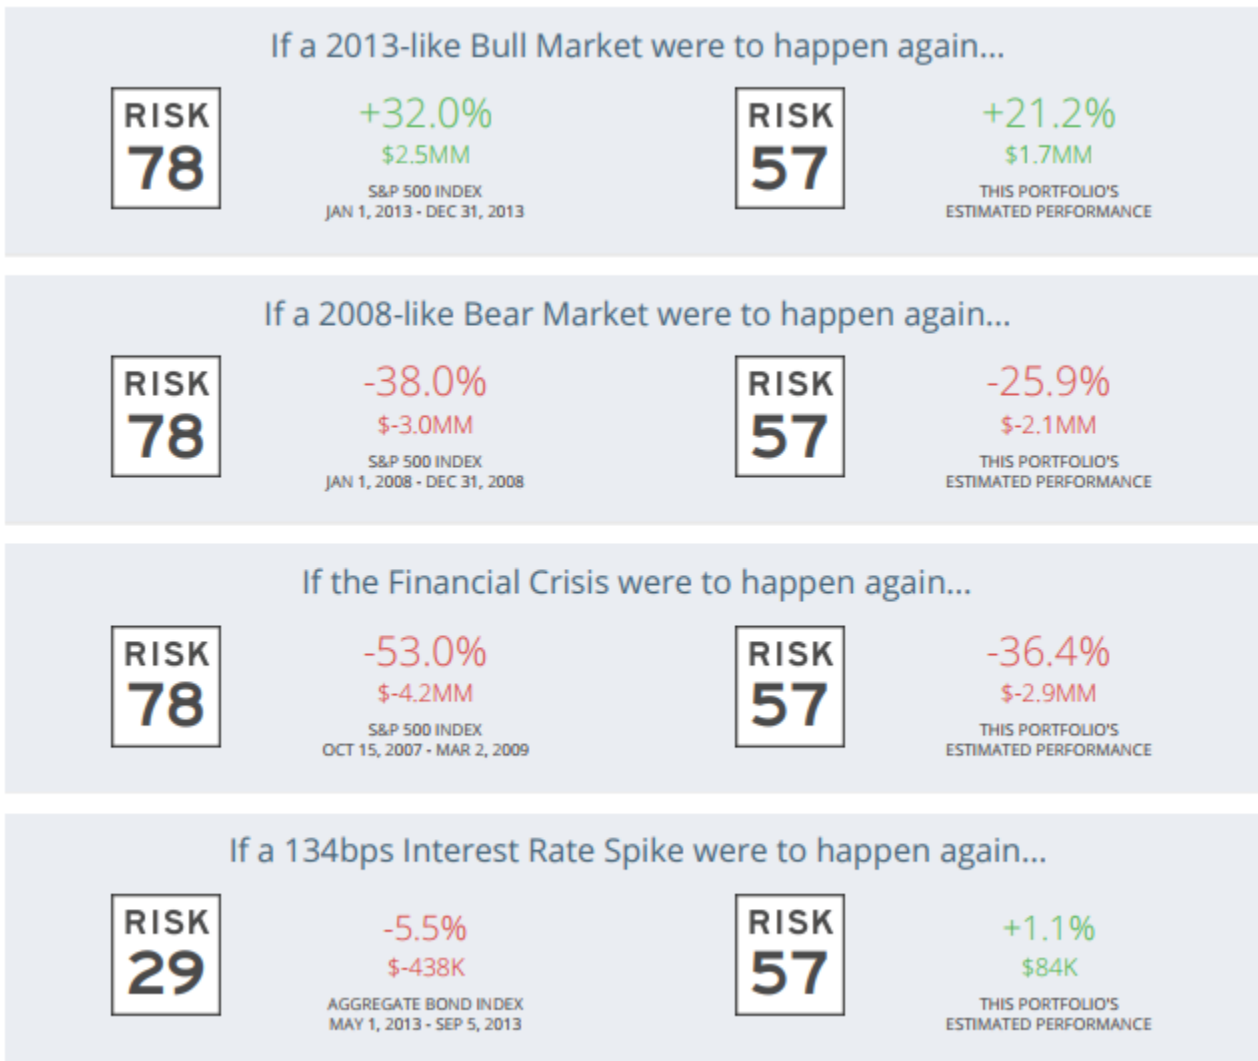 If a 2013-like Bull Market were to happen again...
RISK
78
+32.0%
$2.5MM
S&P 500 INDEX
JAN 1, 2013 - DEC 31, 2013
RISK
57
+21.2%
$1.7MM
THIS PORTFOLIO'S
ESTIMATED PERFORMANCE
If a 2008-like Bear Market were to happen again...
RISK
78
-38.0%
$-3.0MM
S&P 500 INDEX
JAN 1, 2008 - DEC 31, 2008
RISK
57
-25.9%
$-2.1MM
THIS PORTFOLIO'S
ESTIMATED PERFORMANCE
If the Financial Crisis were to happen again...
RISK
78
-53.0%
$-4.2MM
S&P 500 INDEX
OCT 15, 2007 - MAR 2, 2009
RISK
57
-36.4%
$-2.9MM
THIS PORTFOLIO'S
ESTIMATED PERFORMANCE
If a 134bps Interest Rate Spike were to happen again...
RISK
29
-5.5%
$-438K
AGGREGATE BOND INDEX
MAY 1, 2013 - SEP 5, 2013
RISK
57
+1.1%
$84K
THIS PORTFOLIO'S
ESTIMATED PERFORMANCE